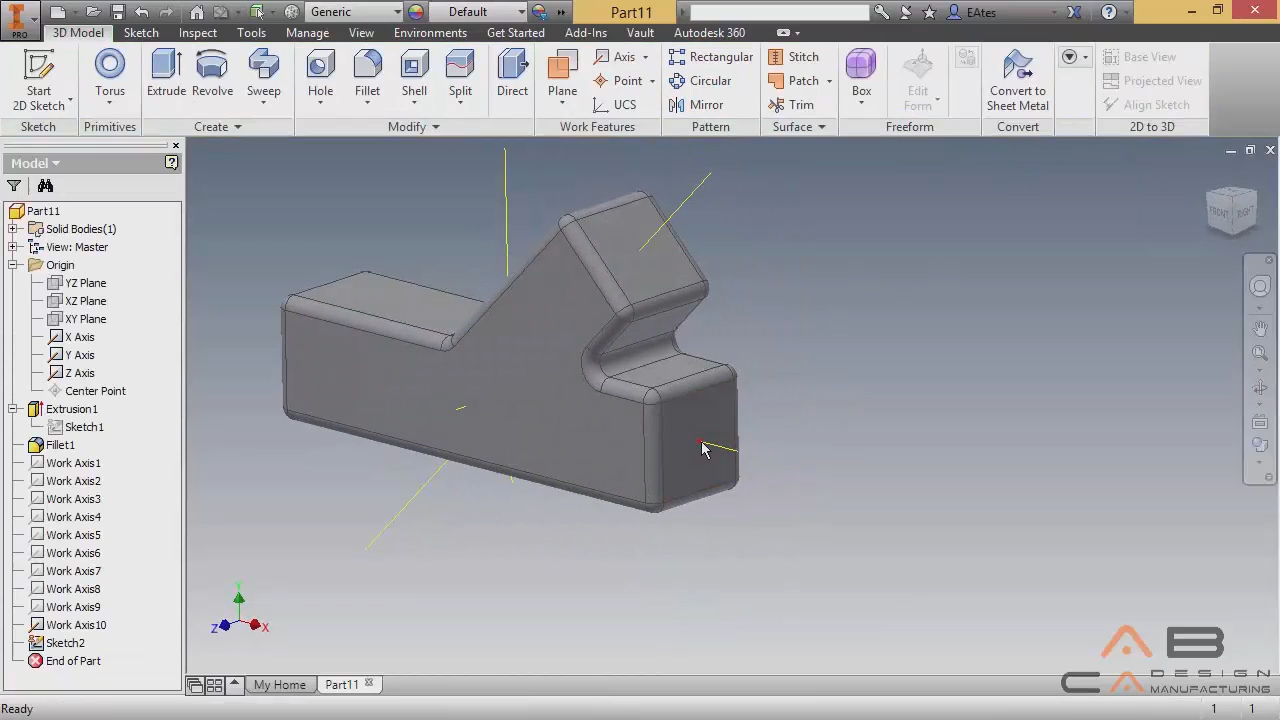 PRO
Generic
Default
Part11
EAtes
3D Model Sketch Inspect Tools Manage View Environments Get Started Add-Ins Vault Autodesk 360
Start
2D Sketch
Torus
Extrude Revolve Sweep
Hole Fillet Shell Split Direct
Plane
Axis
Point
UCS
Rectangular
Circular
Mirror
Stitch
Patch
Trim
Box
Edit
Form
Convert to
Sheet Metal
Base View
Projected View
Align Sketch
Sketch Primitives Create Modify Work Features Pattern Surface Freeform Convert 2D to 3D
Model
Part11
Solid Bodies(1)
View: Master
Origin
YZ Plane
XZ Plane
XY Plane
X Axis
Y Axis
Z Axis
Center Point
Extrusion1
Sketch1
Fillet1
Work Axis1
Work Axis2
Work Axis3
Work Axis4
Work Axis5
Work Axis6
Work Axis7
Work Axis8
Work Axis9
Work Axis10
Sketch2
End of Part
FRONT RIGHT
Y
Z X
AB
CA DESIGN
MANUFACTURING
My Home Part11
Ready 1 1